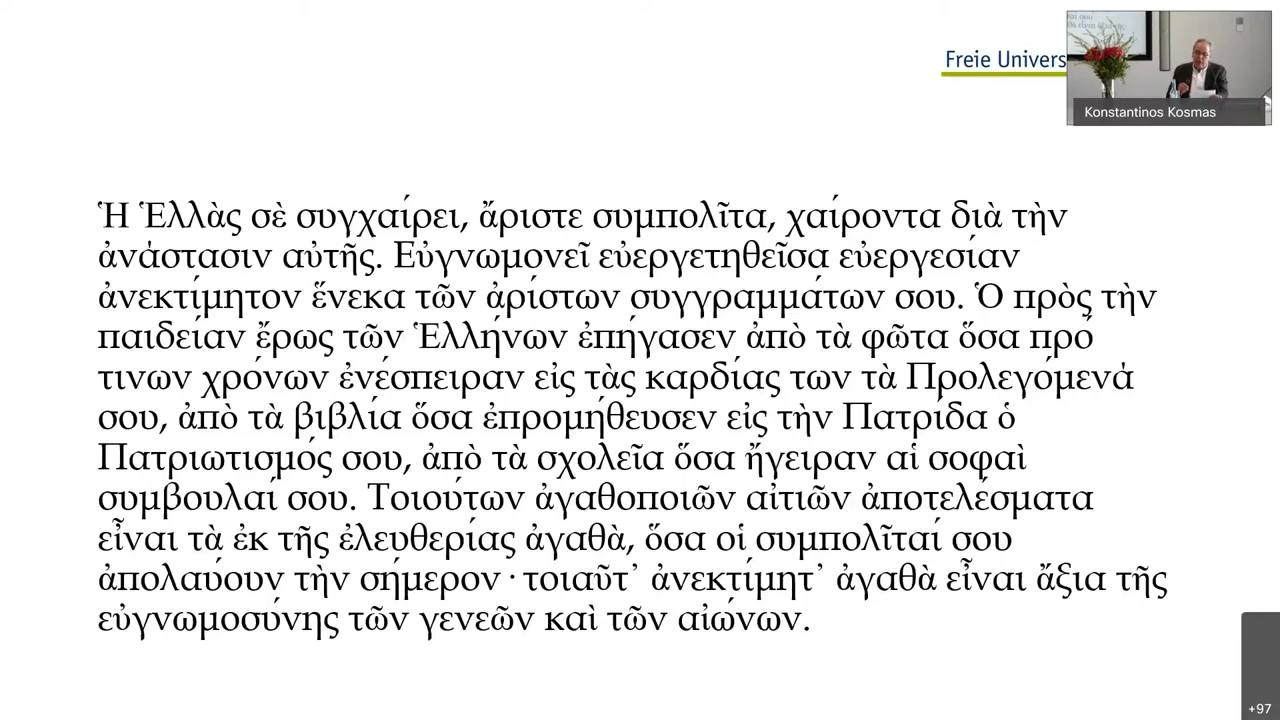 Freie Univers
Konstantinos Kosmas
Ἡ Ἑλλὰς σὲ συγχαίρει, ἄριστε συμπολῖτα, χαίροντα διὰ τὴν
ἀνάστασιν αὐτῆς. Εὐγνωμονεῖ εὐεργετηθεῖσα εὐεργεσίαν
ἀνεκτίμητον ἕνεκα τῶν ἀρίστων συγγραμμάτων σου. Ὁ πρὸς τὴν
παιδείαν ἔρως τῶν Ἑλλήνων ἐπήγασεν ἀπὸ τὰ φῶτα ὅσα πρό
τινων χρόνων ἐνέσπειραν εἰς τὰς καρδίας των τὰ Προλεγόμενά
σου, ἀπὸ τὰ βιβλία ὅσα ἐπρομήθευσεν εἰς τὴν Πατρίδα ὁ
Πατριωτισμός σου, ἀπὸ τὰ σχολεῖα ὅσα ἤγειραν αἱ σοφαὶ
συμβουλαί σου. Τοιούτων ἀγαθοποιῶν αἰτιῶν ἀποτελέσματα
εἶναι τὰ ἐκ τῆς ἐλευθερίας ἀγαθὰ, ὅσα οἱ συμπολῖταί σου
ἀπολαύουν τὴν σήμερον · τοιαῦτ᾽ ἀνεκτίμητ᾽ ἀγαθὰ εἶναι ἄξια τῆς
εὐγνωμοσύνης τῶν γενεῶν καὶ τῶν αἰώνων.
+97